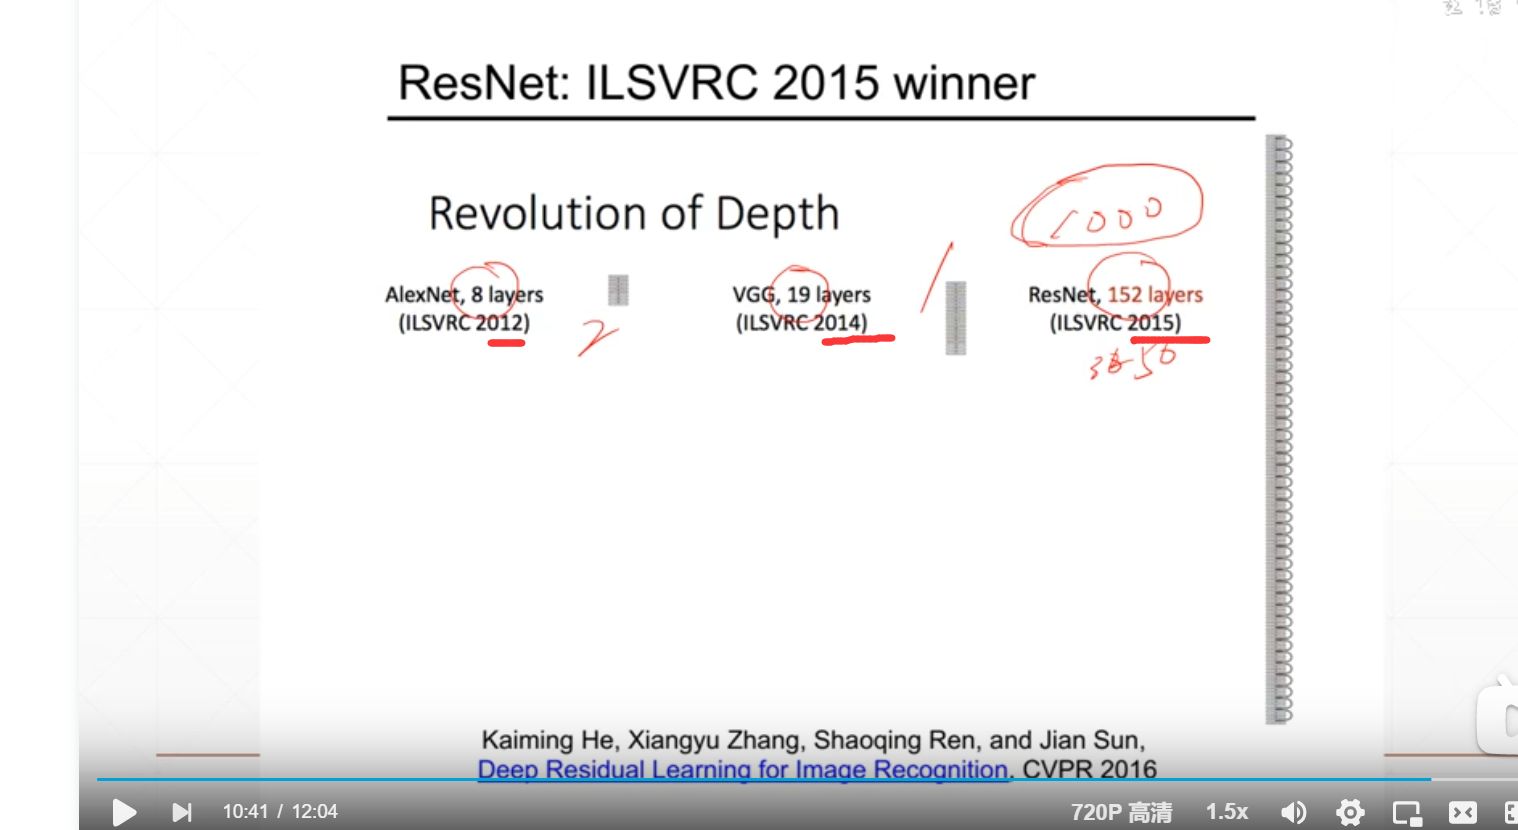 ResNet: ILSVRC 2015 winner
Revolution of Depth
1000
AlexNet, 8 layers
(ILSVRC 2012)
2
VGG, 19 layers
(ILSVRC 2014)
ResNet, 152 layers
(ILSVRC 2015)
Kaiming He, Xiangyu Zhang, Shaoqing Ren, and Jian Sun,
Deep Residual Learning for Image Recognition, CVPR 2016
10:41 / 12:04
720P 高清
1.5x